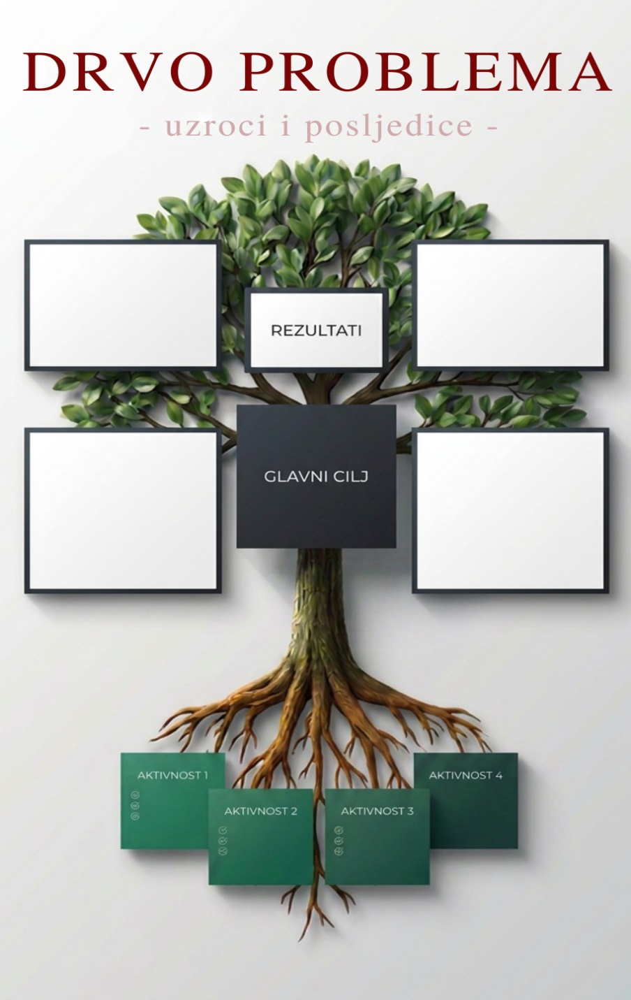 DRVO PROBLEMA
- uzroci i posljedice -
REZULTATI
GLAVNI CILJ
AKTIVNOST 1
AKTIVNOST 2
AKTIVNOST 3
AKTIVNOST 4